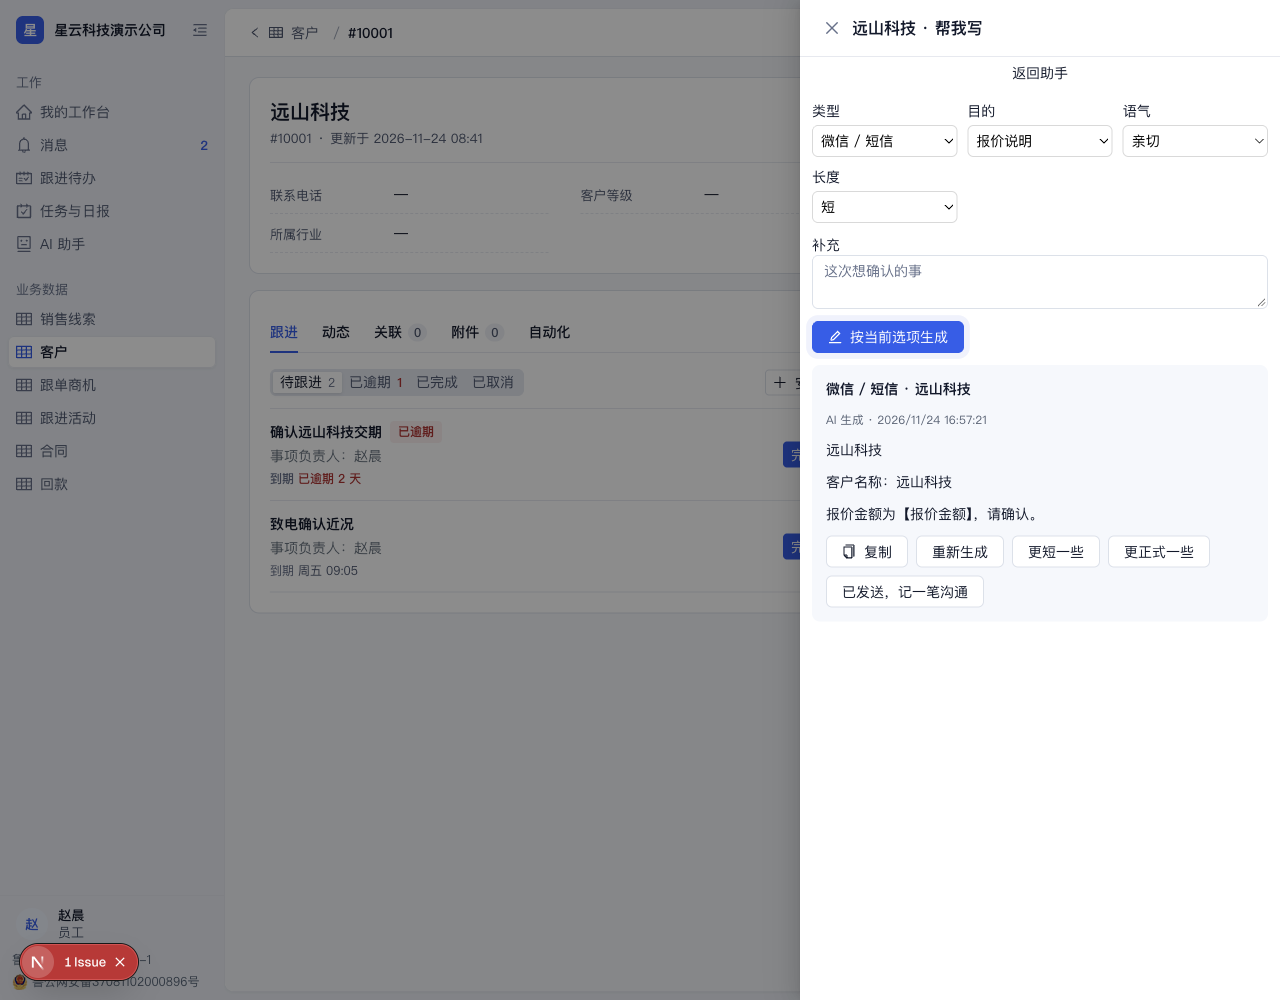 星 星云科技演示公司
工作
我的工作台
消息 2
跟进待办
任务与日报
AI 助手
业务数据
销售线索
客户
跟单商机
跟进活动
合同
回款
赵 赵晨
员工
1 Issue
客户 / #10001
远山科技
#10001 · 更新于 2026-11-24 08:41
联系电话 — 客户等级 —
所属行业 —
跟进 动态 关联 0 附件 0 自动化
待跟进 2 已逾期 1 已完成 已取消
确认远山科技交期 已逾期
事项负责人：赵晨
到期 已逾期 2 天
致电确认近况
事项负责人：赵晨
到期 周五 09:05
远山科技 · 帮我写
返回助手
类型 目的 语气
微信 / 短信 报价说明 亲切
长度
短
补充
这次想确认的事
按当前选项生成
微信 / 短信 · 远山科技
AI 生成 · 2026/11/24 16:57:21
远山科技
客户名称：远山科技
报价金额为【报价金额】，请确认。
复制 重新生成 更短一些 更正式一些
已发送，记一笔沟通